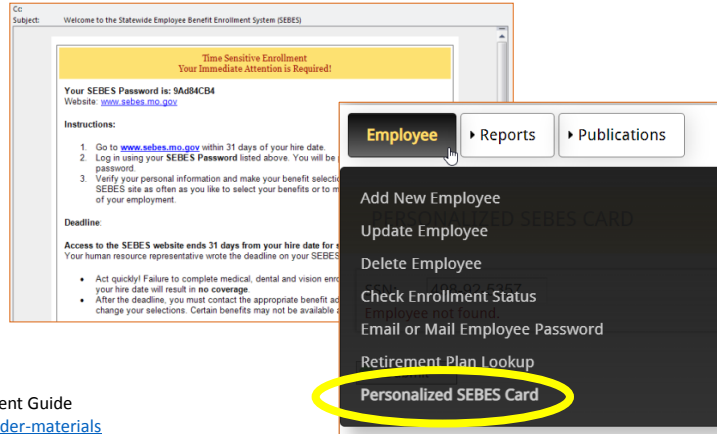 Cc
Subject: Welcome to the Statewide Employee Benefit Enrollment System (SEBES)
Time Sensitive Enrollment
Your Immediate Attention is Required!
Your SEBES Password is: 9Ad84CB4
Website: www.sebes.mo.gov
Instructions:
1. Go to www.sebes.mo.gov within 31 days of your hire date.
2. Log in using your SEBES Password listed above. You will be
password.
3. Verify your personal information and make your benefit
SEBES site as often as you like to select your benefits or to
of your employment.
Deadline:
Access to the SEBES website ends 31 days from your hire date for
Your human resource representative wrote the deadline on your SEBES
• Act quickly! Failure to complete medical, dental and vision
your hire date will result in no coverage.
• After the deadline, you must contact the appropriate benefit
change your selections. Certain benefits may not be available
Employee Reports Publications
Add New Employee
PERSONALIZED SEBES CARD
Update Employee
Delete Employee
Check Enrollment Status
Employee not found.
Email or Mail Employee Password
Retirement Plan Lookup
Personalized SEBES Card
Guide